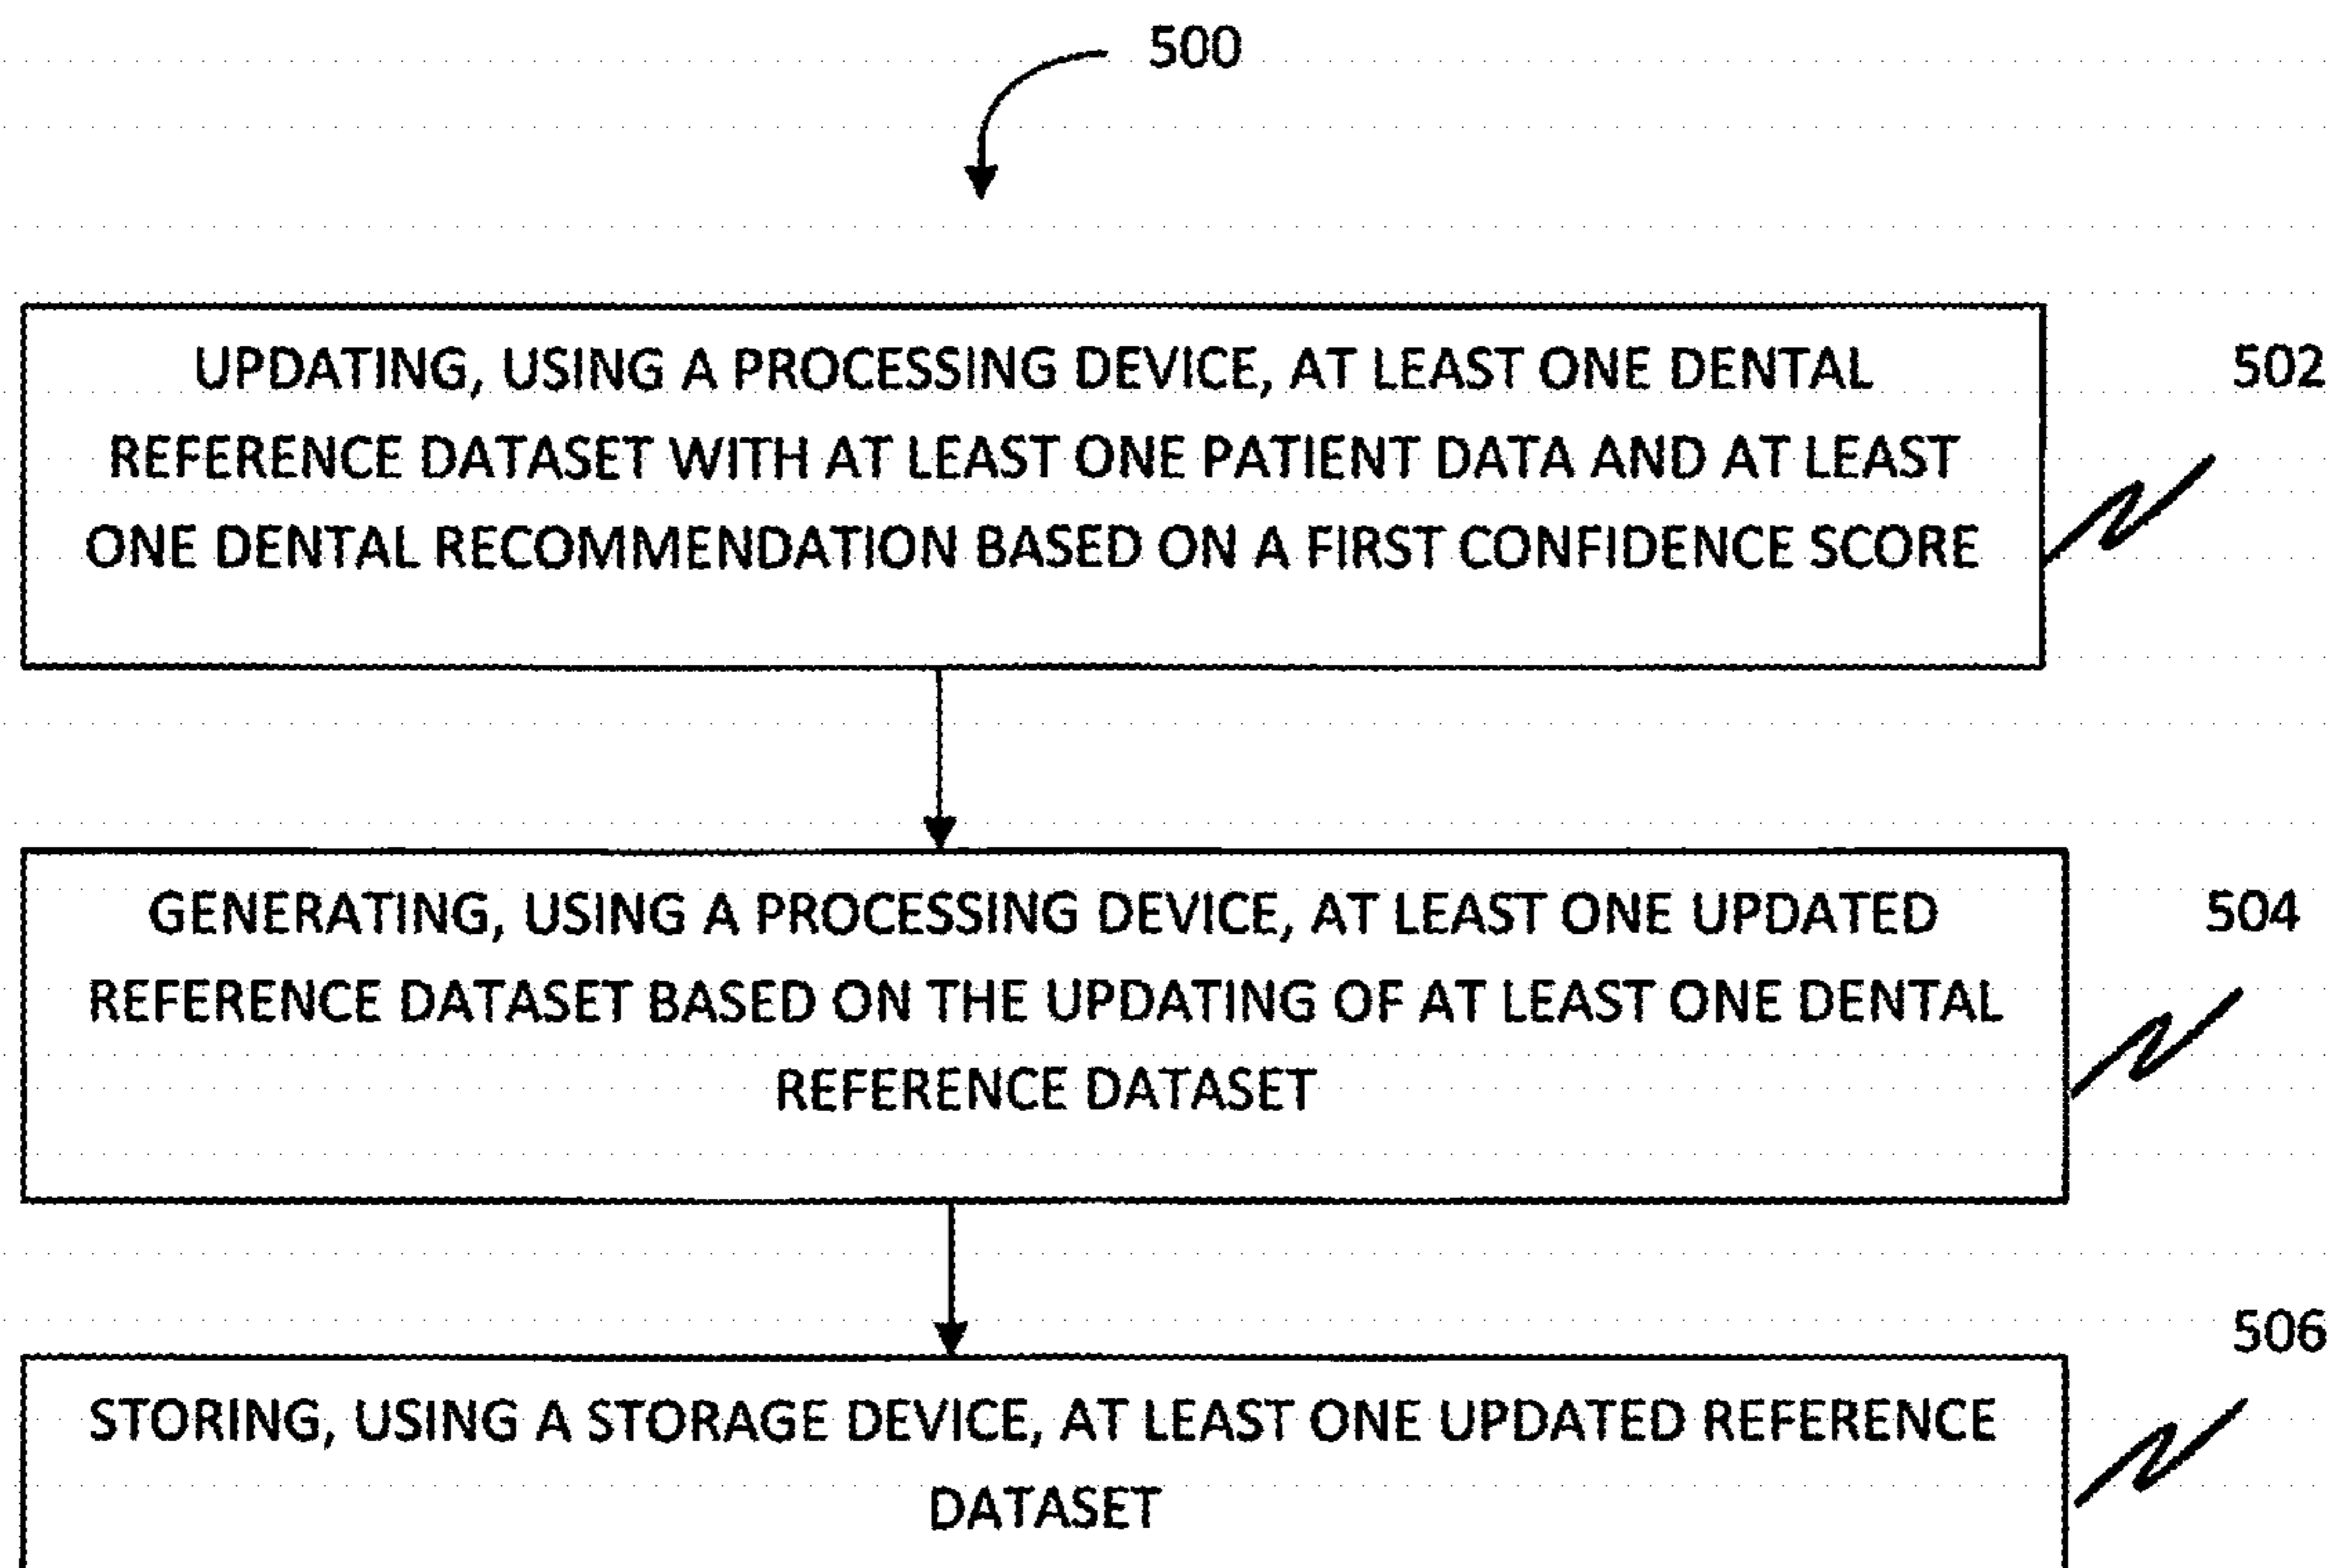 500
UPDATING, USING A PROCESSING DEVICE, AT LEAST ONE DENTAL
REFERENCE DATASET WITH AT LEAST ONE PATIENT DATA AND AT LEAST
ONE DENTAL RECOMMENDATION BASED ON A FIRST CONFIDENCE SCORE
502
GENERATING, USING A PROCESSING DEVICE, AT LEAST ONE UPDATED
REFERENCE DATASET BASED ON THE UPDATING OF AT LEAST ONE DENTAL
REFERENCE DATASET
504
STORING, USING A STORAGE DEVICE, AT LEAST ONE UPDATED REFERENCE
DATASET
506